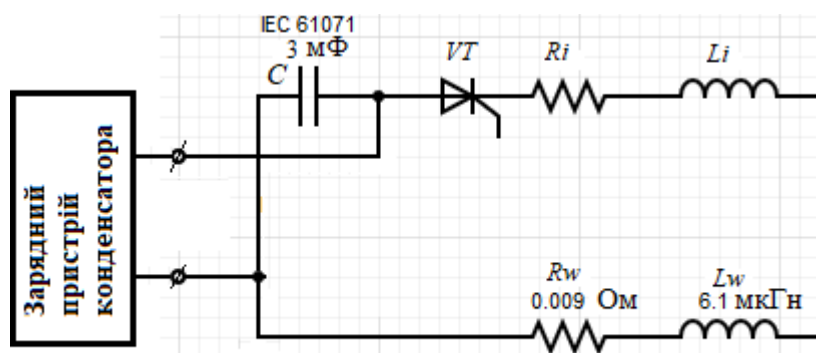 IEC 61071
3 мФ
C
VT
Ri
Li
Зарядний
пристрій
конденсатора
Rw
0.009 Ом
Lw
6.1 мкГн